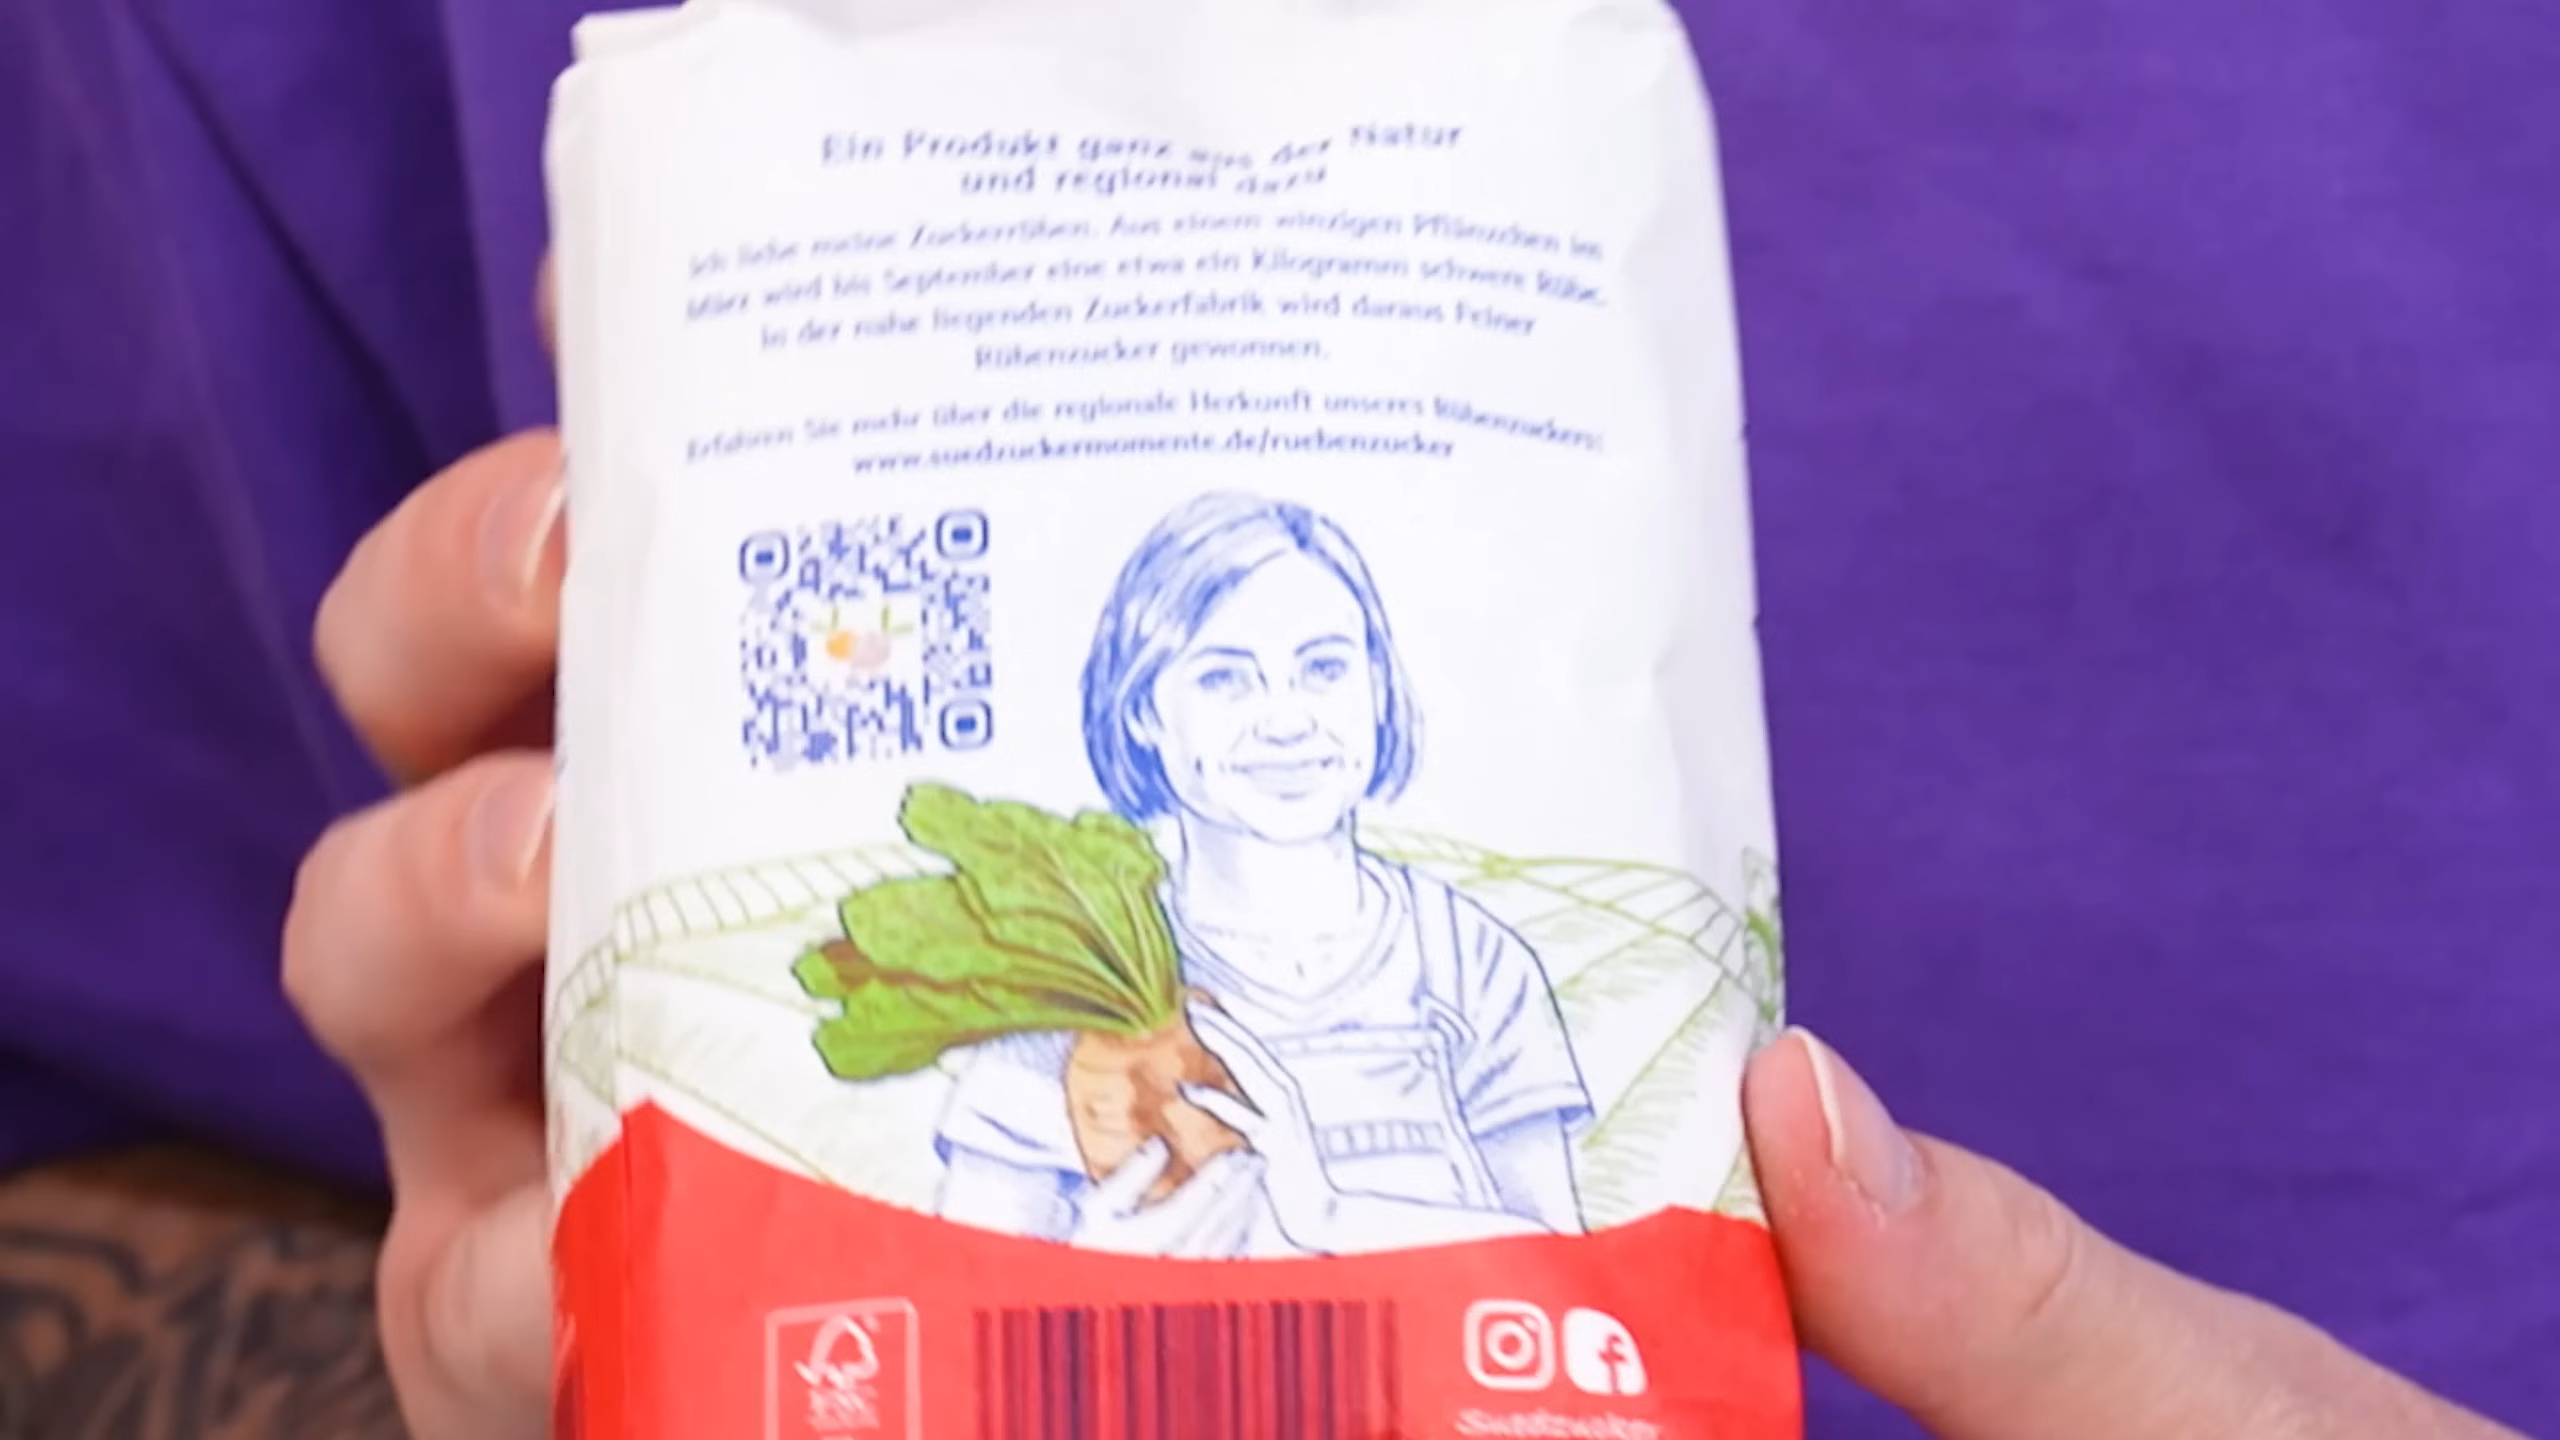 Ein Produkt ganz aus der Natur
und regional dazu
Ich liebe meine Zuckerrüben. Aus einem winzigen Pflänzchen im
März wird bis September eine etwa ein Kilogramm schwere Rübe.
In der nahe liegenden Zuckerfabrik wird daraus Feiner
Rübenzucker gewonnen.
Erfahren Sie mehr über die regionale Herkunft unseres Rübenzuckers!
www.suedzuckermomente.de/ruebenzucker
FSC
Suedzucker